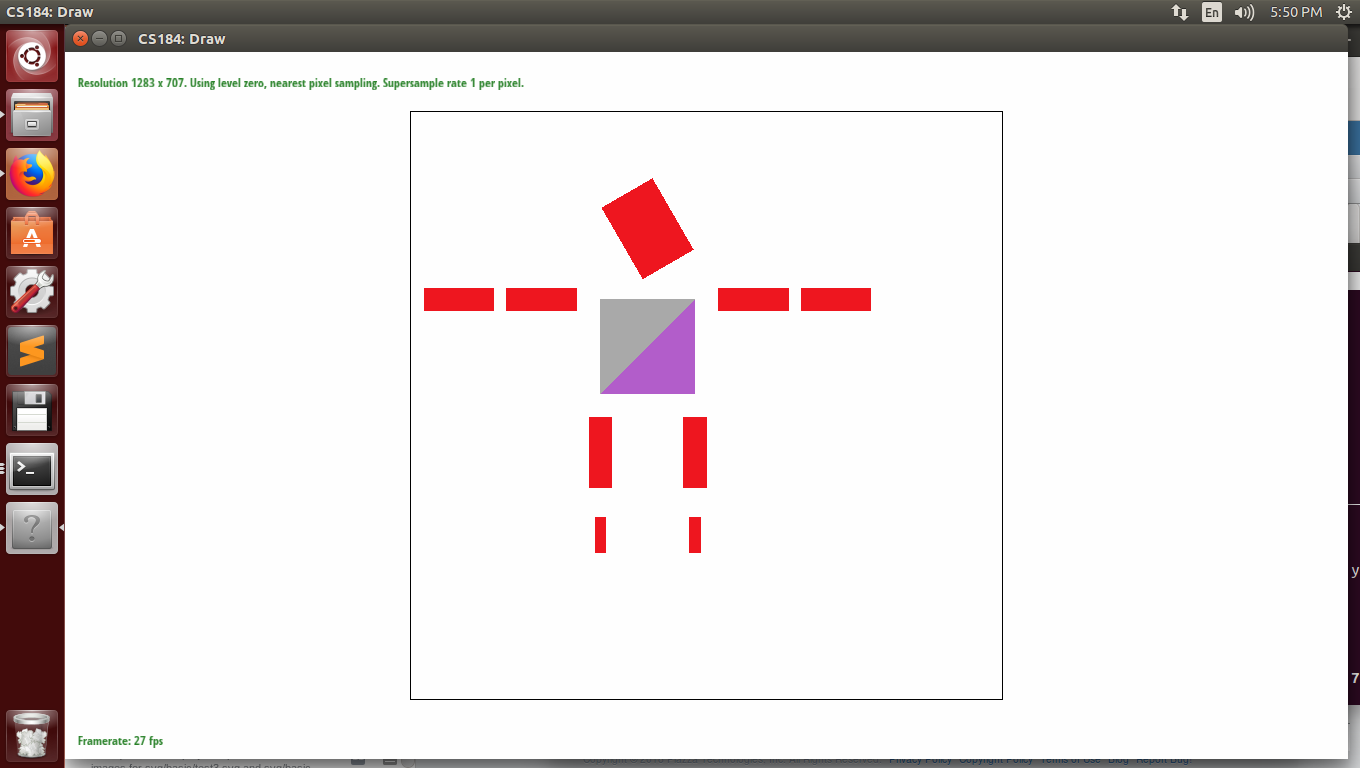 CS184: Draw
En
5:50 PM
CS184: Draw
Resolution 1283 x 707. Using level zero, nearest pixel sampling. Supersample rate 1 per pixel.
y
7
Framerate: 27 fps